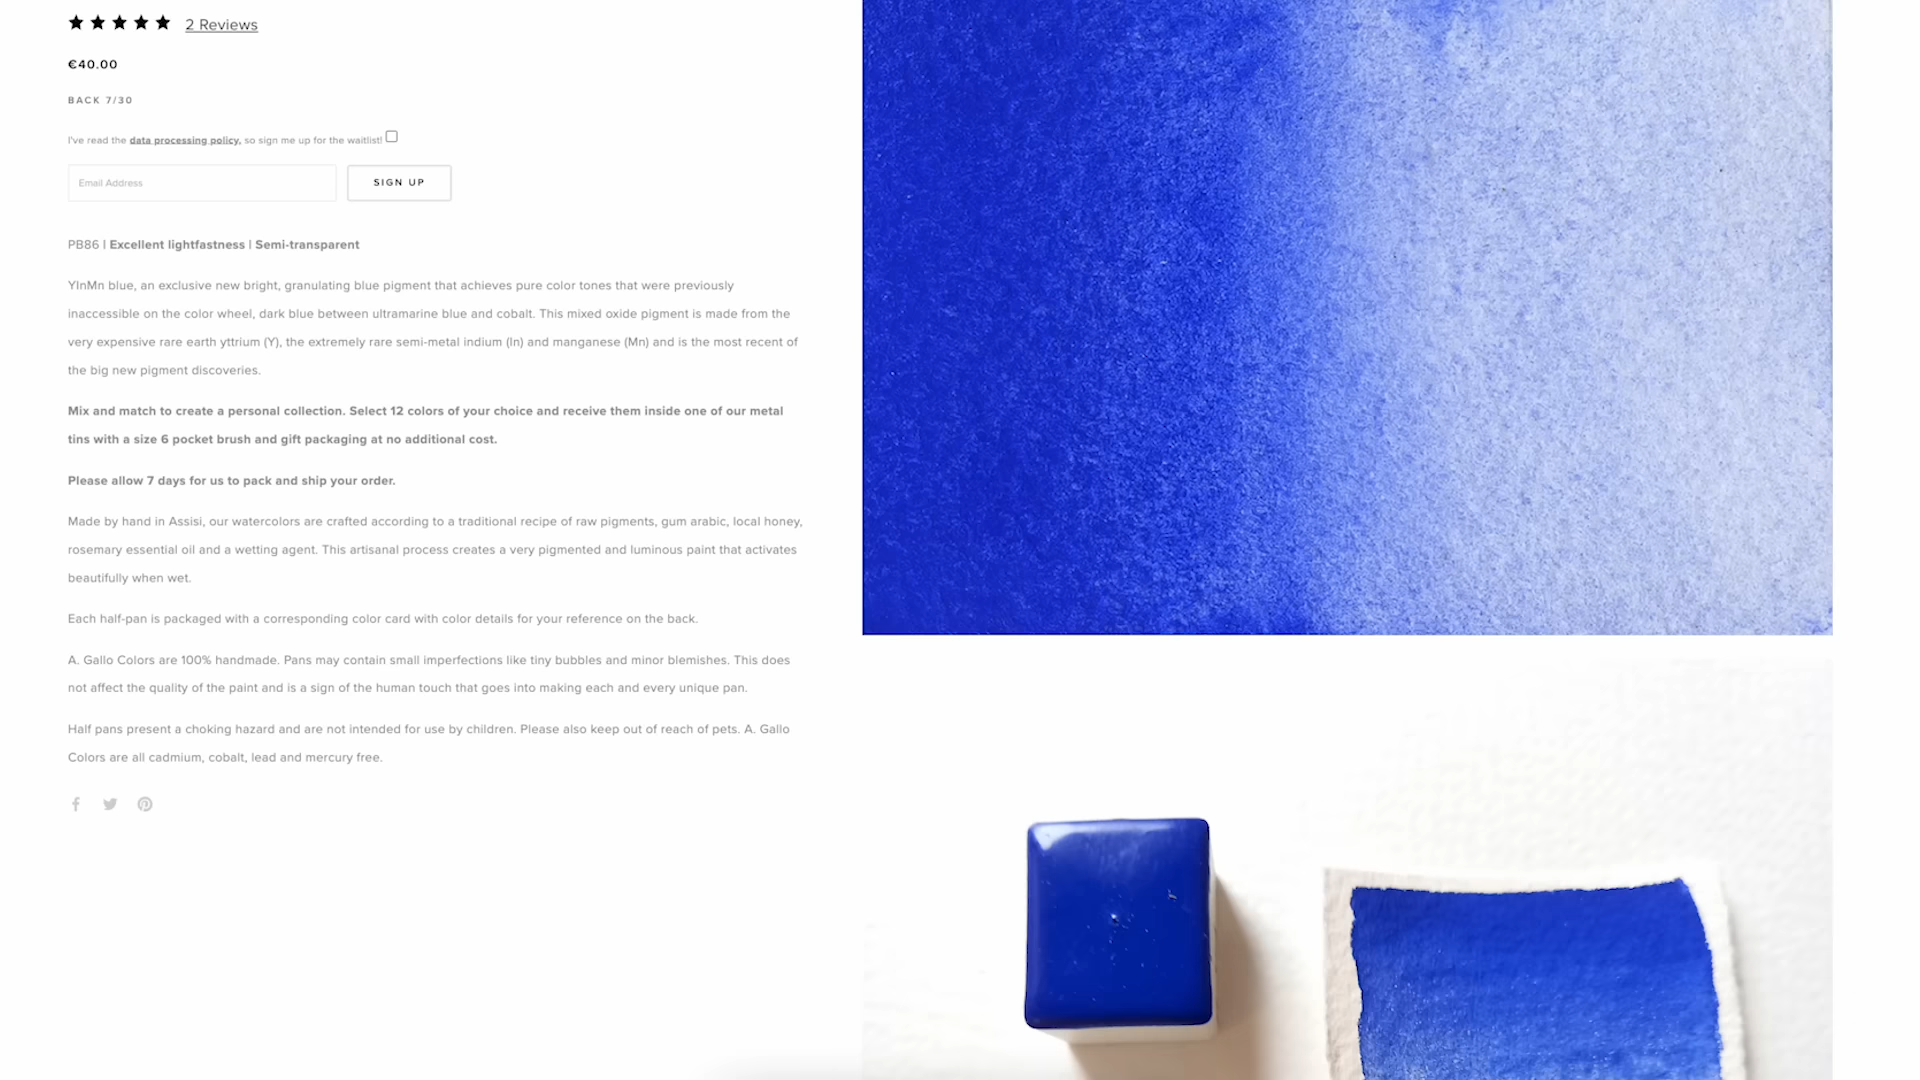 2 Reviews
€40.00
BACK 7/30
I've read the data processing policy, so sign me up for the waitlist!
Email Address
SIGN UP
PB86 | Excellent lightfastness | Semi-transparent
YInMn blue, an exclusive new bright, granulating blue pigment that achieves pure color tones that were previously
inaccessible on the color wheel, dark blue between ultramarine blue and cobalt. This mixed oxide pigment is made from the
very expensive rare earth yttrium (Y), the extremely rare semi-metal indium (In) and manganese (Mn) and is the most recent of
the big new pigment discoveries.
Mix and match to create a personal collection. Select 12 colors of your choice and receive them inside one of our metal
tins with a size 6 pocket brush and gift packaging at no additional cost.
Please allow 7 days for us to pack and ship your order.
Made by hand in Assisi, our watercolors are crafted according to a traditional recipe of raw pigments, gum arabic, local honey,
rosemary essential oil and a wetting agent. This artisanal process creates a very pigmented and luminous paint that activates
beautifully when wet.
Each half-pan is packaged with a corresponding color card with color details for your reference on the back.
A. Gallo Colors are 100% handmade. Pans may contain small imperfections like tiny bubbles and minor blemishes. This does
not affect the quality of the paint and is a sign of the human touch that goes into making each and every unique pan.
Half pans present a choking hazard and are not intended for use by children. Please also keep out of reach of pets. A. Gallo
Colors are all cadmium, cobalt, lead and mercury free.